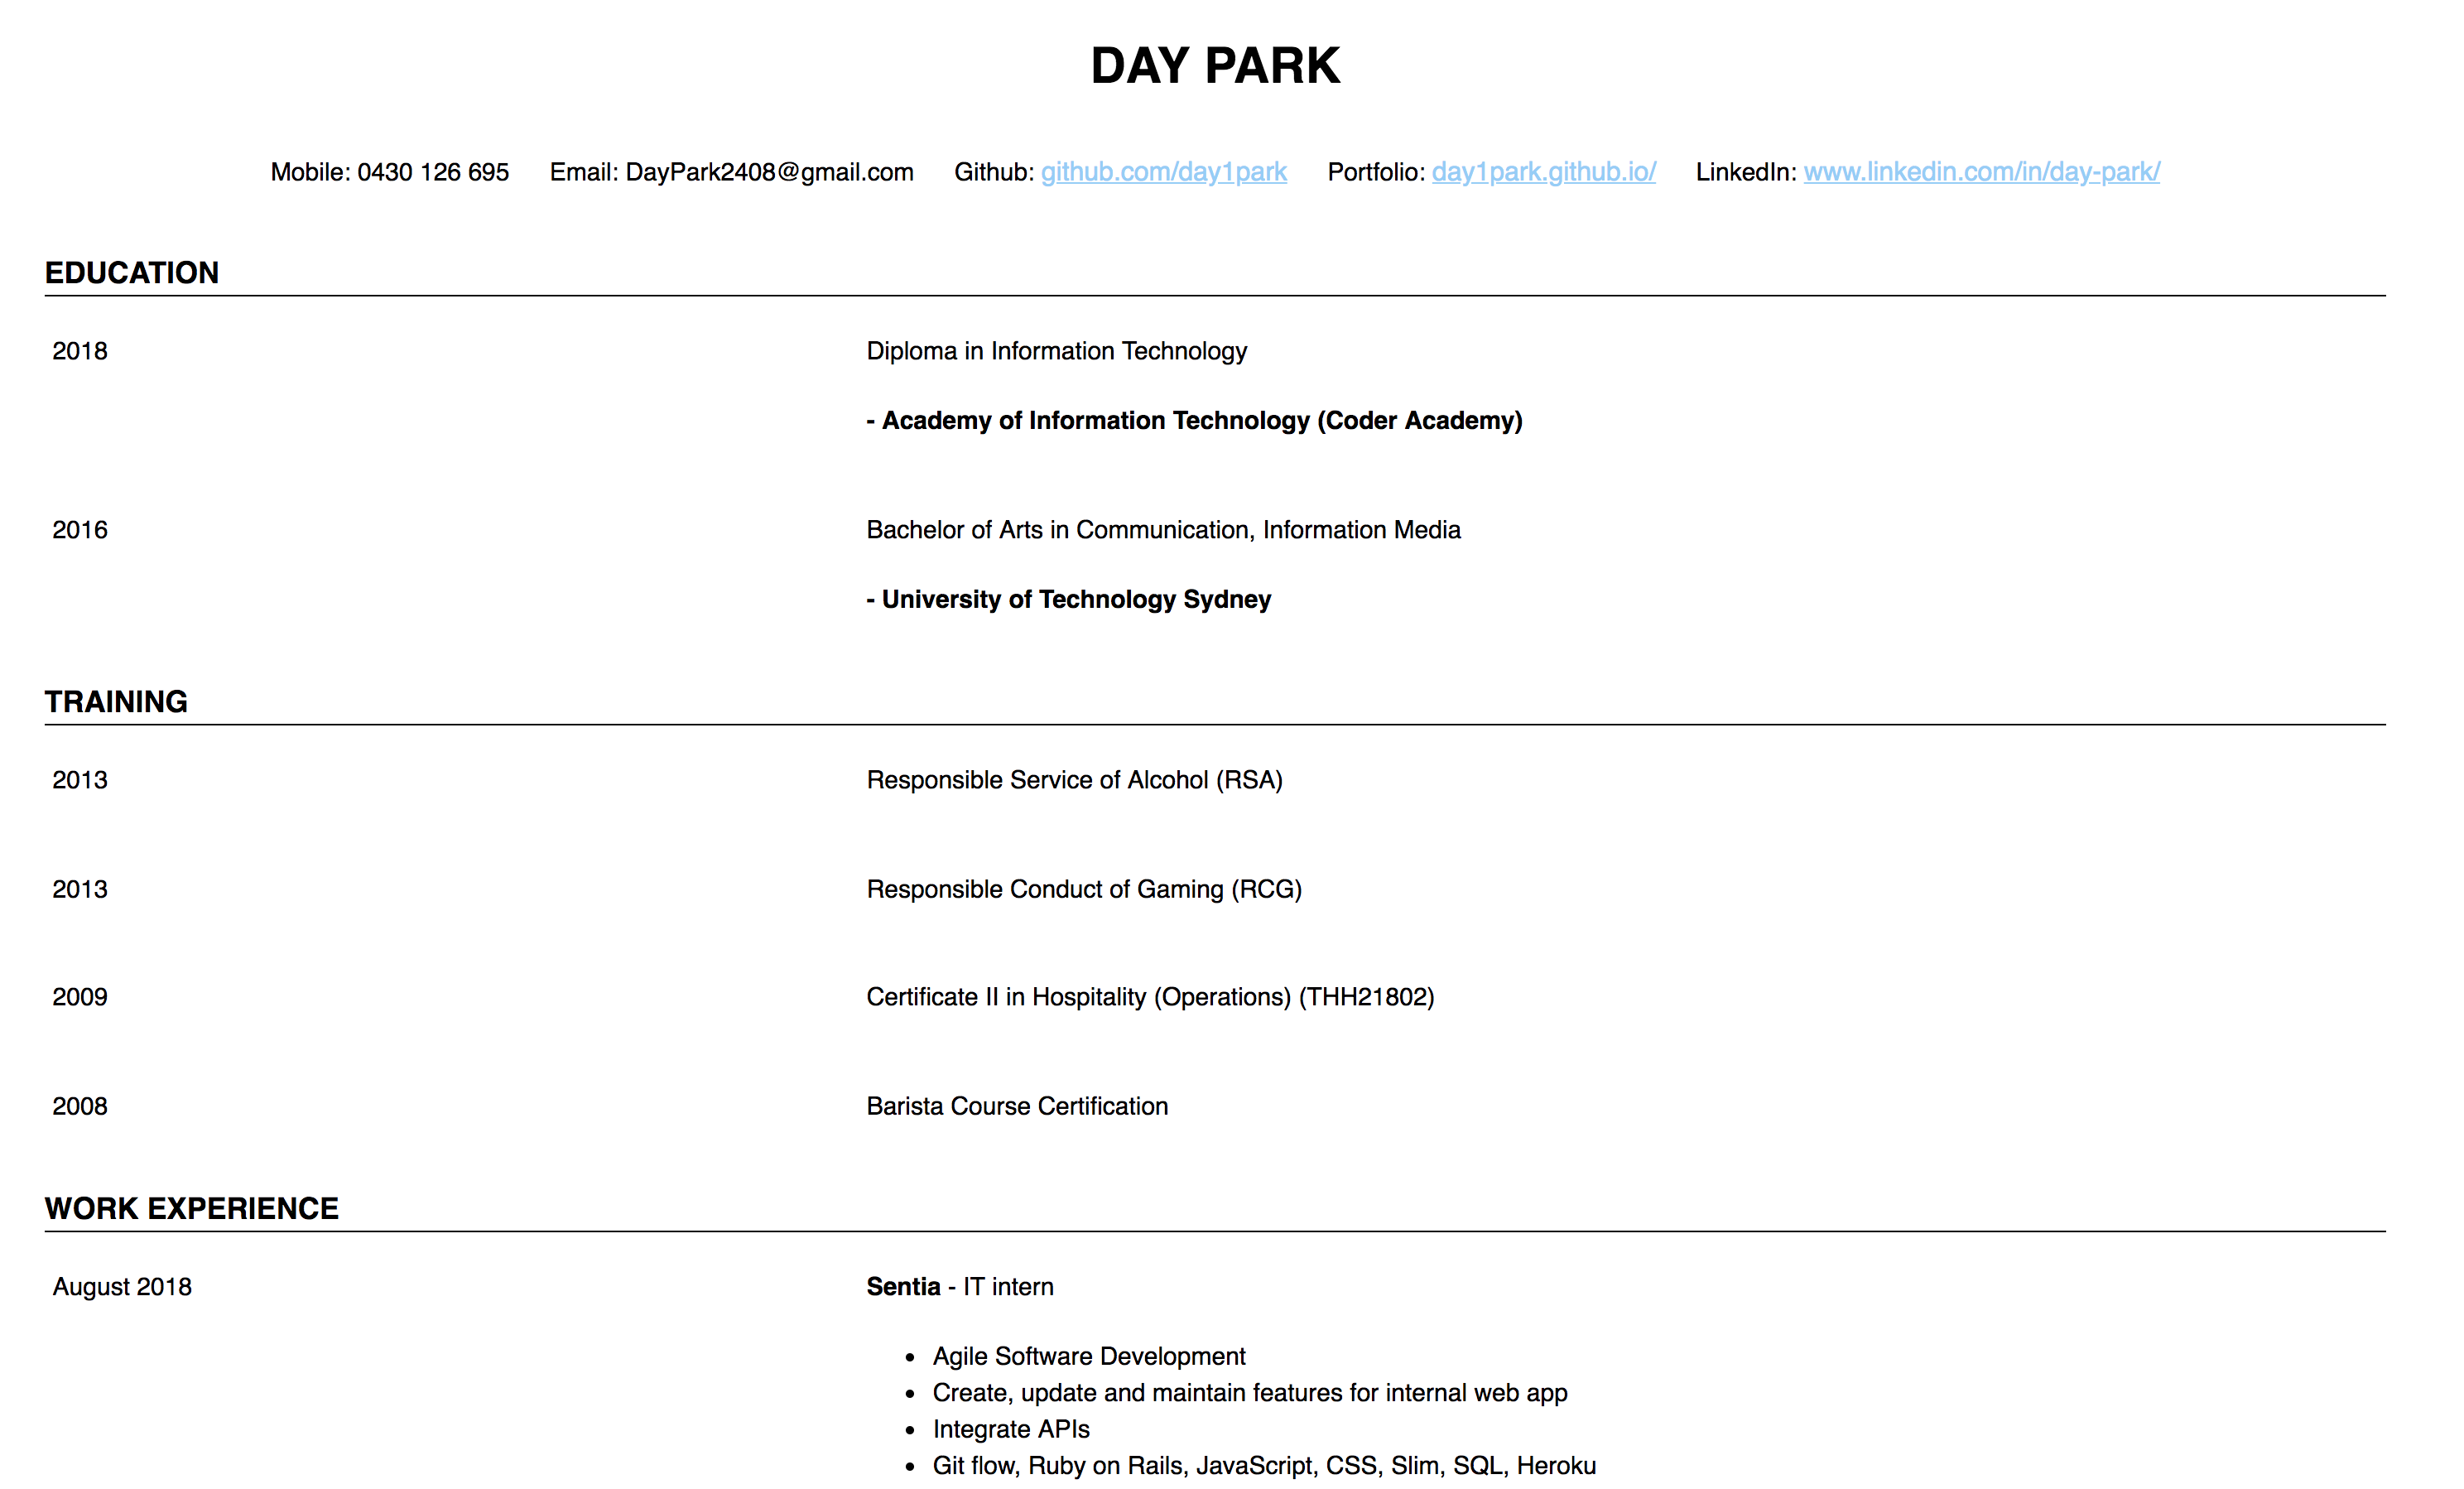 DAY PARK
Mobile: 0430 126 695 Email: DayPark2408@gmail.com Github: github.com/day1park Portfolio: day1park.github.io/ LinkedIn: www.linkedin.com/in/day-park/
EDUCATION
2018 Diploma in Information Technology
- Academy of Information Technology (Coder Academy)
2016 Bachelor of Arts in Communication, Information Media
- University of Technology Sydney
TRAINING
2013 Responsible Service of Alcohol (RSA)
2013 Responsible Conduct of Gaming (RCG)
2009 Certificate II in Hospitality (Operations) (THH21802)
2008 Barista Course Certification
WORK EXPERIENCE
August 2018 Sentia - IT intern
• Agile Software Development
• Create, update and maintain features for internal web app
• Integrate APIs
• Git flow, Ruby on Rails, JavaScript, CSS, Slim, SQL, Heroku